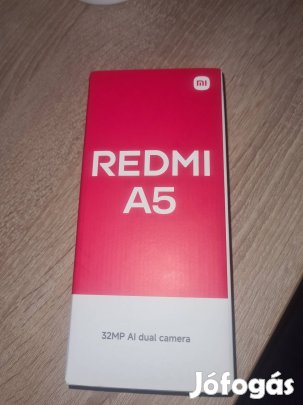 mi
REDMI
A5
32MP AI dual camera
Jófogás